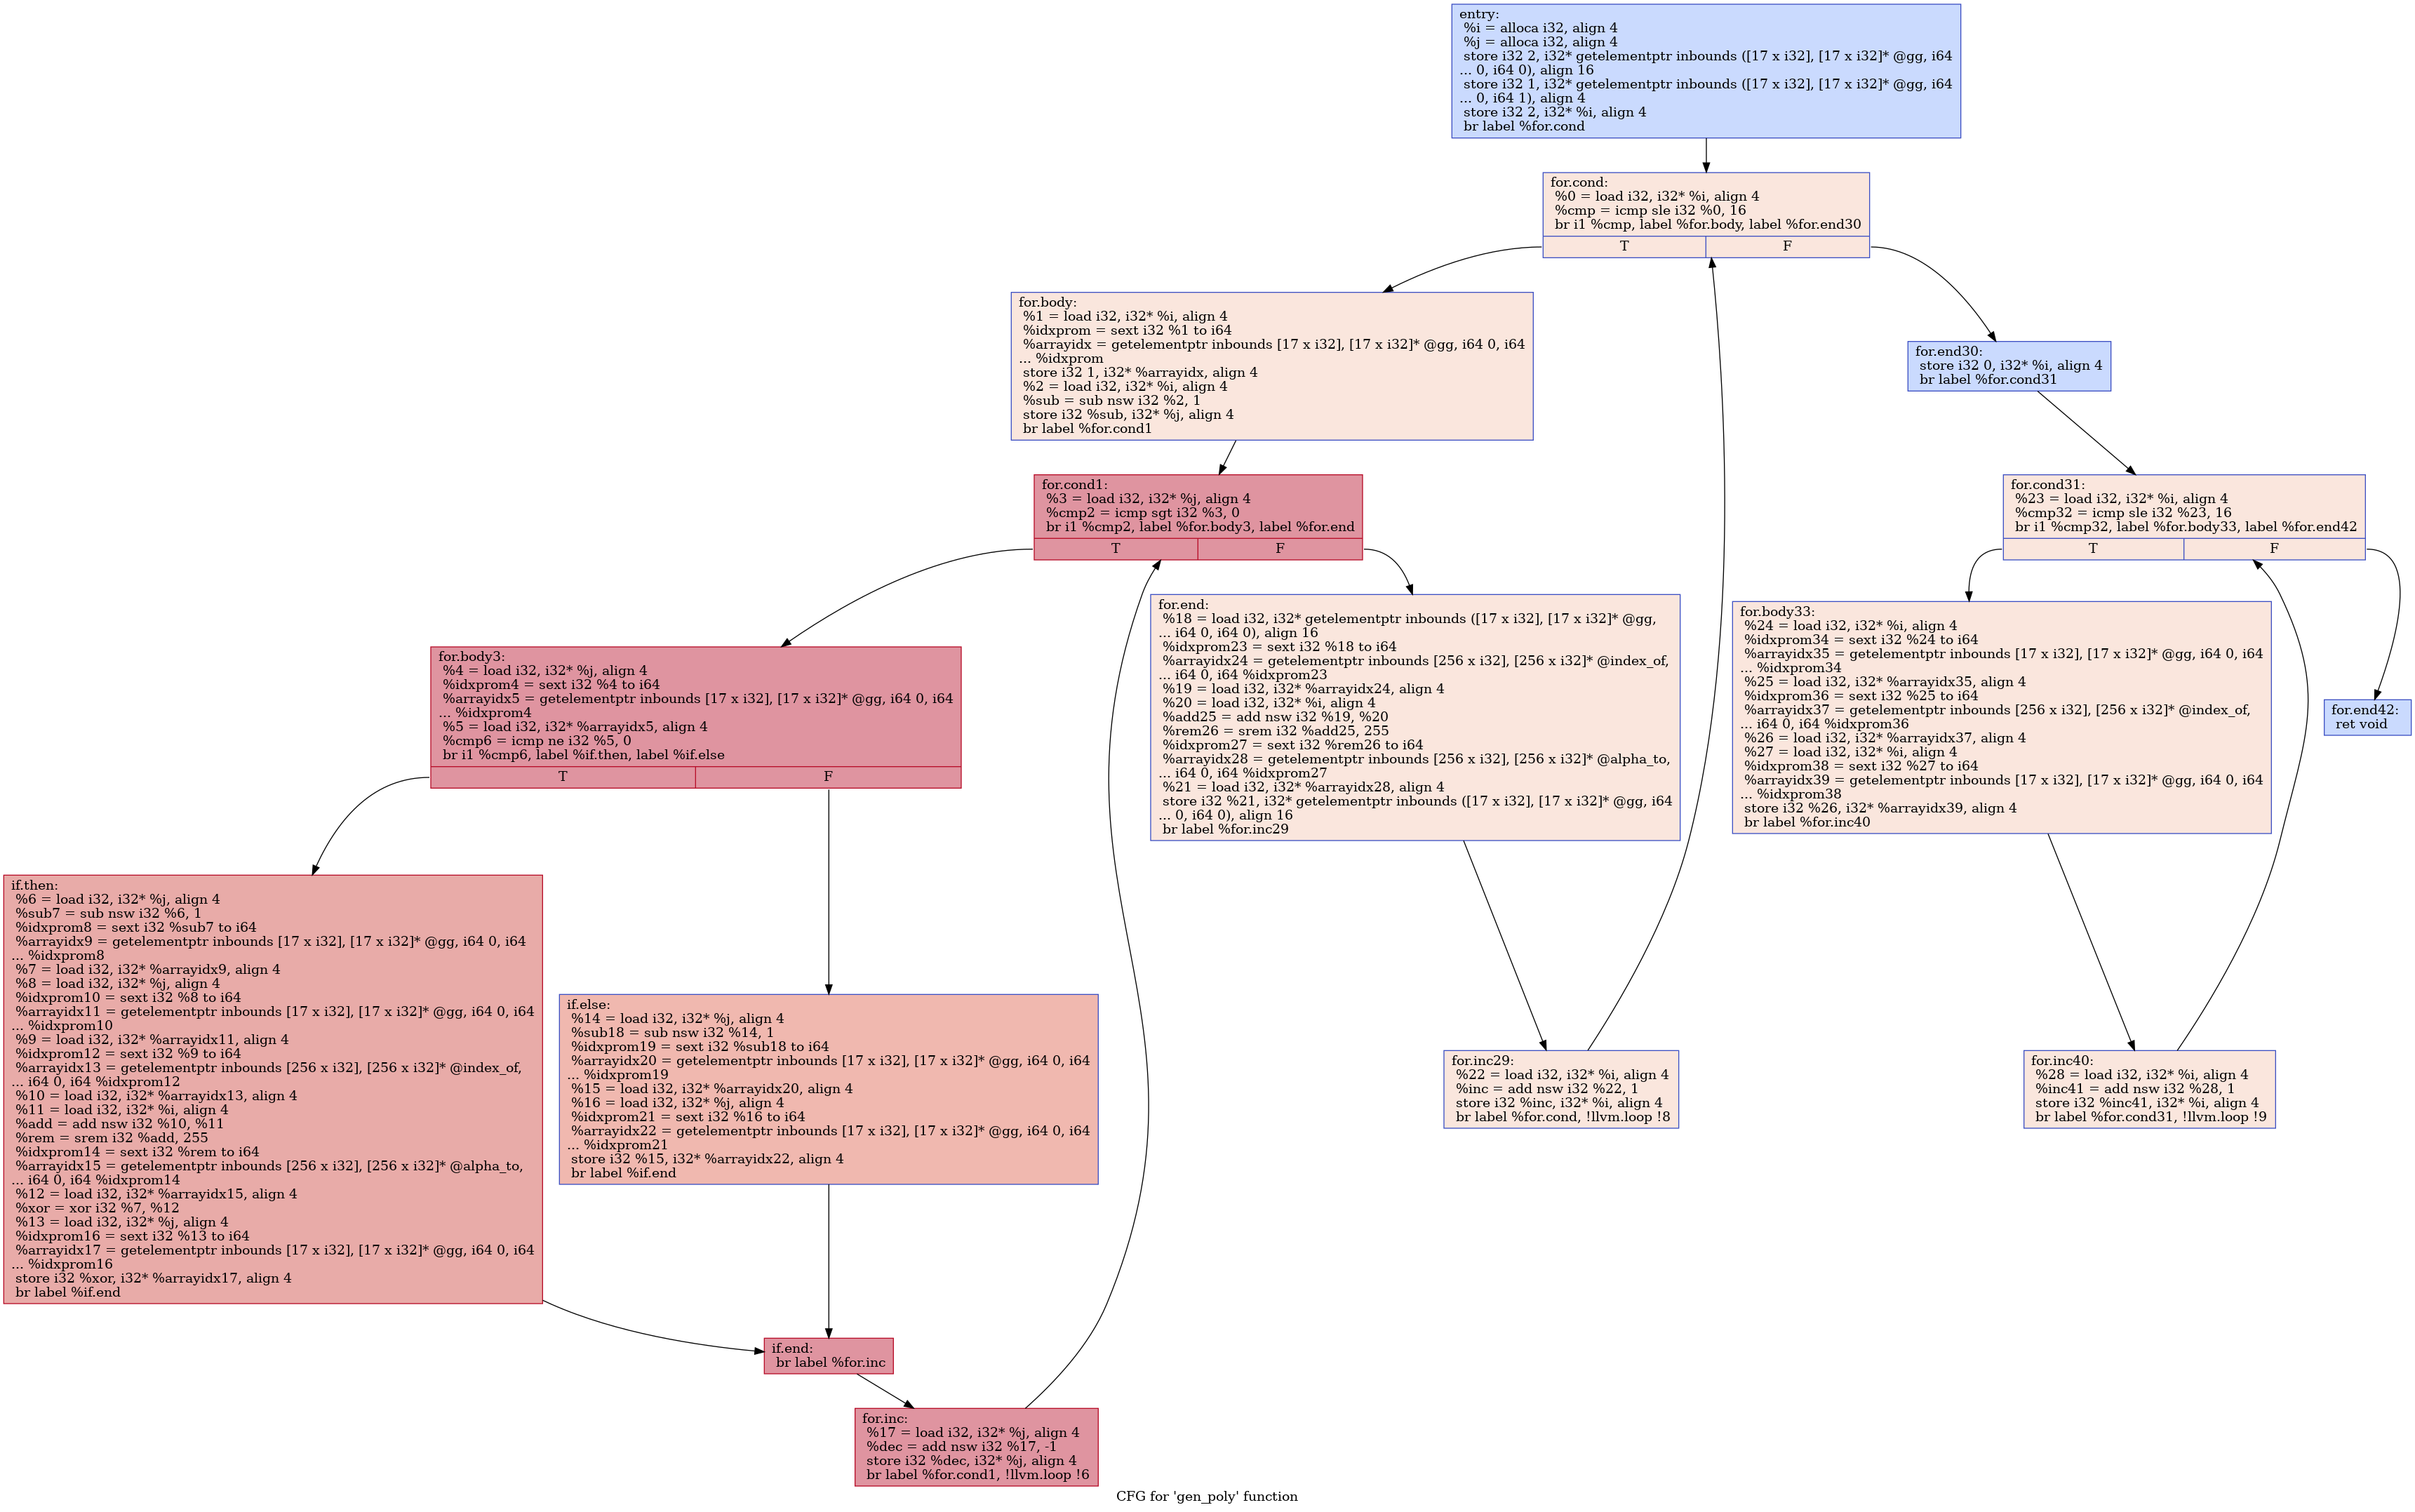 entry:
%i = alloca i32, align 4
%j = alloca i32, align 4
store i32 2, i32* getelementptr inbounds ([17 x i32], [17 x i32]* @gg, i64
... 0, i64 0), align 16
store i32 1, i32* getelementptr inbounds ([17 x i32], [17 x i32]* @gg, i64
... 0, i64 1), align 4
store i32 2, i32* %i, align 4
br label %for.cond
for.cond:
%0 = load i32, i32* %i, align 4
%cmp = icmp sle i32 %0, 16
br i1 %cmp, label %for.body, label %for.end30
T
F
for.body:
%1 = load i32, i32* %i, align 4
%idxprom = sext i32 %1 to i64
%arrayidx = getelementptr inbounds [17 x i32], [17 x i32]* @gg, i64 0, i64
... %idxprom
store i32 1, i32* %arrayidx, align 4
%2 = load i32, i32* %i, align 4
%sub = sub nsw i32 %2, 1
store i32 %sub, i32* %j, align 4
br label %for.cond1
for.end30:
store i32 0, i32* %i, align 4
br label %for.cond31
for.cond1:
%3 = load i32, i32* %j, align 4
%cmp2 = icmp sgt i32 %3, 0
br i1 %cmp2, label %for.body3, label %for.end
T
F
for.cond31:
%23 = load i32, i32* %i, align 4
%cmp32 = icmp sle i32 %23, 16
br i1 %cmp32, label %for.body33, label %for.end42
T
F
for.body3:
%4 = load i32, i32* %j, align 4
%idxprom4 = sext i32 %4 to i64
%arrayidx5 = getelementptr inbounds [17 x i32], [17 x i32]* @gg, i64 0, i64
... %idxprom4
%5 = load i32, i32* %arrayidx5, align 4
%cmp6 = icmp ne i32 %5, 0
br i1 %cmp6, label %if.then, label %if.else
T
F
for.end:
%18 = load i32, i32* getelementptr inbounds ([17 x i32], [17 x i32]* @gg,
... i64 0, i64 0), align 16
%idxprom23 = sext i32 %18 to i64
%arrayidx24 = getelementptr inbounds [256 x i32], [256 x i32]* @index_of,
... i64 0, i64 %idxprom23
%19 = load i32, i32* %arrayidx24, align 4
%20 = load i32, i32* %i, align 4
%add25 = add nsw i32 %19, %20
%rem26 = srem i32 %add25, 255
%idxprom27 = sext i32 %rem26 to i64
%arrayidx28 = getelementptr inbounds [256 x i32], [256 x i32]* @alpha_to,
... i64 0, i64 %idxprom27
%21 = load i32, i32* %arrayidx28, align 4
store i32 %21, i32* getelementptr inbounds ([17 x i32], [17 x i32]* @gg, i64
... 0, i64 0), align 16
br label %for.inc29
for.body33:
%24 = load i32, i32* %i, align 4
%idxprom34 = sext i32 %24 to i64
%arrayidx35 = getelementptr inbounds [17 x i32], [17 x i32]* @gg, i64 0, i64
... %idxprom34
%25 = load i32, i32* %arrayidx35, align 4
%idxprom36 = sext i32 %25 to i64
%arrayidx37 = getelementptr inbounds [256 x i32], [256 x i32]* @index_of,
... i64 0, i64 %idxprom36
%26 = load i32, i32* %arrayidx37, align 4
%27 = load i32, i32* %i, align 4
%idxprom38 = sext i32 %27 to i64
%arrayidx39 = getelementptr inbounds [17 x i32], [17 x i32]* @gg, i64 0, i64
... %idxprom38
store i32 %26, i32* %arrayidx39, align 4
br label %for.inc40
for.end42:
ret void
if.then:
%6 = load i32, i32* %j, align 4
%sub7 = sub nsw i32 %6, 1
%idxprom8 = sext i32 %sub7 to i64
%arrayidx9 = getelementptr inbounds [17 x i32], [17 x i32]* @gg, i64 0, i64
... %idxprom8
%7 = load i32, i32* %arrayidx9, align 4
%8 = load i32, i32* %j, align 4
%idxprom10 = sext i32 %8 to i64
%arrayidx11 = getelementptr inbounds [17 x i32], [17 x i32]* @gg, i64 0, i64
... %idxprom10
%9 = load i32, i32* %arrayidx11, align 4
%idxprom12 = sext i32 %9 to i64
%arrayidx13 = getelementptr inbounds [256 x i32], [256 x i32]* @index_of,
... i64 0, i64 %idxprom12
%10 = load i32, i32* %arrayidx13, align 4
%11 = load i32, i32* %i, align 4
%add = add nsw i32 %10, %11
%rem = srem i32 %add, 255
%idxprom14 = sext i32 %rem to i64
%arrayidx15 = getelementptr inbounds [256 x i32], [256 x i32]* @alpha_to,
... i64 0, i64 %idxprom14
%12 = load i32, i32* %arrayidx15, align 4
%xor = xor i32 %7, %12
%13 = load i32, i32* %j, align 4
%idxprom16 = sext i32 %13 to i64
%arrayidx17 = getelementptr inbounds [17 x i32], [17 x i32]* @gg, i64 0, i64
... %idxprom16
store i32 %xor, i32* %arrayidx17, align 4
br label %if.end
if.else:
%14 = load i32, i32* %j, align 4
%sub18 = sub nsw i32 %14, 1
%idxprom19 = sext i32 %sub18 to i64
%arrayidx20 = getelementptr inbounds [17 x i32], [17 x i32]* @gg, i64 0, i64
... %idxprom19
%15 = load i32, i32* %arrayidx20, align 4
%16 = load i32, i32* %j, align 4
%idxprom21 = sext i32 %16 to i64
%arrayidx22 = getelementptr inbounds [17 x i32], [17 x i32]* @gg, i64 0, i64
... %idxprom21
store i32 %15, i32* %arrayidx22, align 4
br label %if.end
for.inc29:
%22 = load i32, i32* %i, align 4
%inc = add nsw i32 %22, 1
store i32 %inc, i32* %i, align 4
br label %for.cond, !llvm.loop !8
for.inc40:
%28 = load i32, i32* %i, align 4
%inc41 = add nsw i32 %28, 1
store i32 %inc41, i32* %i, align 4
br label %for.cond31, !llvm.loop !9
if.end:
br label %for.inc
for.inc:
%17 = load i32, i32* %j, align 4
%dec = add nsw i32 %17, -1
store i32 %dec, i32* %j, align 4
br label %for.cond1, !llvm.loop !6
CFG for 'gen_poly' function